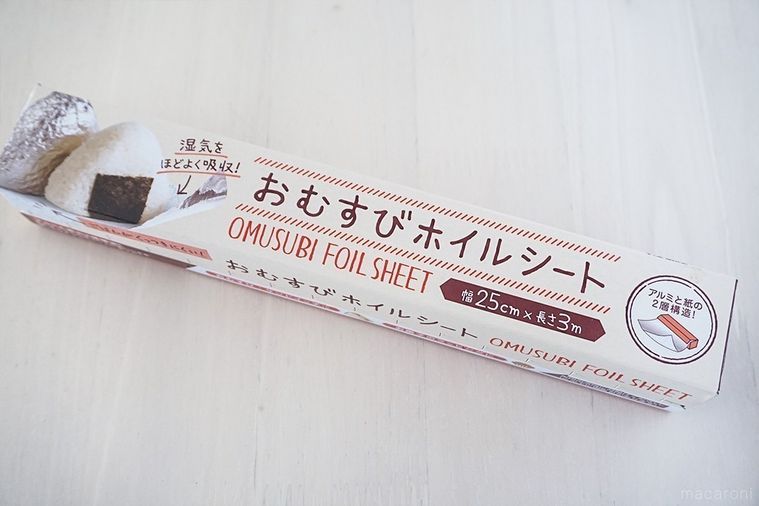 湿気を
ほどよく吸収!
おむすびホイルシート
OMUSUBI FOIL SHEET
幅25cm×長さ3m
アルミと紙の
2層構造!
おむすびホイルシート OMUSUBI FOIL SHEET
macaroni